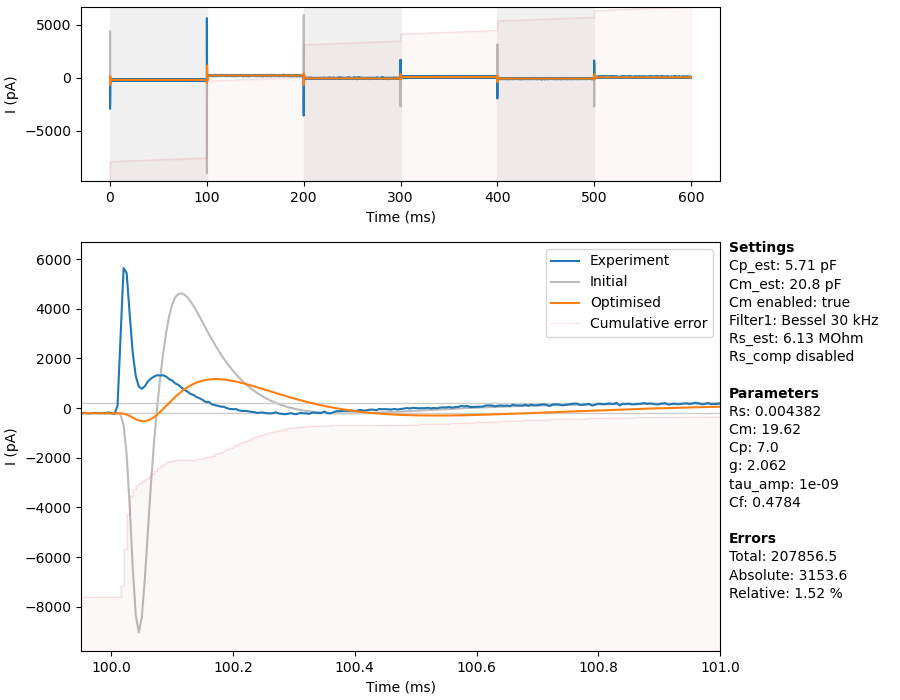 5000
0
−5000
I (pA)
0 100 200 300 400 500 600
Time (ms)
6000
4000
2000
0
−2000
−4000
−6000
−8000
I (pA)
100.0 100.2 100.4 100.6 100.8 101.0
Time (ms)
Experiment
Initial
Optimised
Cumulative error
Settings
Cp_est: 5.71 pF
Cm_est: 20.8 pF
Cm enabled: true
Filter1: Bessel 30 kHz
Rs_est: 6.13 MOhm
Rs_comp disabled
Parameters
Rs: 0.004382
Cm: 19.62
Cp: 7.0
g: 2.062
tau_amp: 1e-09
Cf: 0.4784
Errors
Total: 207856.5
Absolute: 3153.6
Relative: 1.52 %